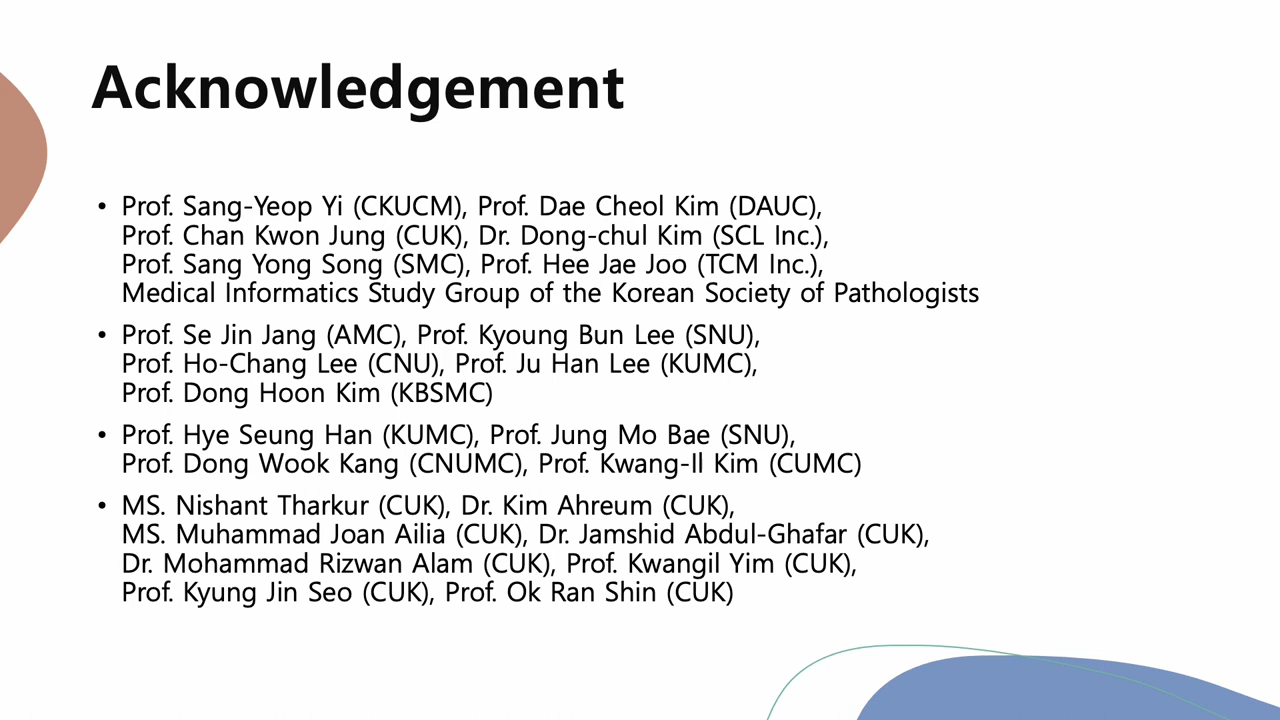 Acknowledgement
• Prof. Sang-Yeop Yi (CKUCM), Prof. Dae Cheol Kim (DAUC),
Prof. Chan Kwon Jung (CUK), Dr. Dong-chul Kim (SCL Inc.),
Prof. Sang Yong Song (SMC), Prof. Hee Jae Joo (TCM Inc.),
Medical Informatics Study Group of the Korean Society of Pathologists
• Prof. Se Jin Jang (AMC), Prof. Kyoung Bun Lee (SNU),
Prof. Ho-Chang Lee (CNU), Prof. Ju Han Lee (KUMC),
Prof. Dong Hoon Kim (KBSMC)
• Prof. Hye Seung Han (KUMC), Prof. Jung Mo Bae (SNU),
Prof. Dong Wook Kang (CNUMC), Prof. Kwang-Il Kim (CUMC)
• MS. Nishant Tharkur (CUK), Dr. Kim Ahreum (CUK),
MS. Muhammad Joan Ailia (CUK), Dr. Jamshid Abdul-Ghafar (CUK),
Dr. Mohammad Rizwan Alam (CUK), Prof. Kwangil Yim (CUK),
Prof. Kyung Jin Seo (CUK), Prof. Ok Ran Shin (CUK)